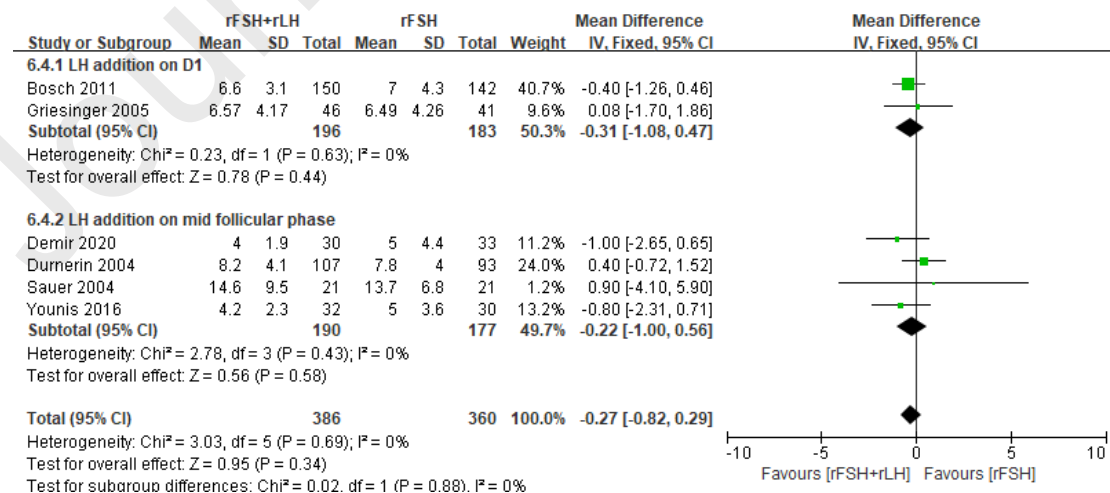 rFSH+rLH rFSH Mean Difference Mean Difference
Study or Subgroup Mean SD Total Mean SD Total Weight IV, Fixed, 95% CI IV, Fixed, 95% CI
6.4.1 LH addition on D1
Bosch 2011 6.6 3.1 150 7 4.3 142 40.7% -0.40 [-1.26, 0.46]
Griesinger 2005 6.57 4.17 46 6.49 4.26 41 9.6% 0.08 [-1.70, 1.86]
Subtotal (95% CI) 196 183 50.3% -0.31 [-1.08, 0.47]
Heterogeneity: Chi² = 0.23, df = 1 (P = 0.63); I² = 0%
Test for overall effect: Z = 0.78 (P = 0.44)
6.4.2 LH addition on mid follicular phase
Demir 2020 4 1.9 30 5 4.4 33 11.2% -1.00 [-2.65, 0.65]
Durnerin 2004 8.2 4.1 107 7.8 4 93 24.0% 0.40 [-0.72, 1.52]
Sauer 2004 14.6 9.5 21 13.7 6.8 21 1.2% 0.90 [-4.10, 5.90]
Younis 2016 4.2 2.3 32 5 3.6 30 13.2% -0.80 [-2.31, 0.71]
Subtotal (95% CI) 190 177 49.7% -0.22 [-1.00, 0.56]
Heterogeneity: Chi² = 2.78, df = 3 (P = 0.43); I² = 0%
Test for overall effect: Z = 0.56 (P = 0.58)
Total (95% CI) 386 360 100.0% -0.27 [-0.82, 0.29]
Heterogeneity: Chi² = 3.03, df = 5 (P = 0.69); I² = 0%
Test for overall effect: Z = 0.95 (P = 0.34)
Test for subgroup differences: Chi² = 0.02, df = 1 (P = 0.88), I² = 0%
-10 -5 0 5 10
Favours [rFSH+rLH] Favours [rFSH]